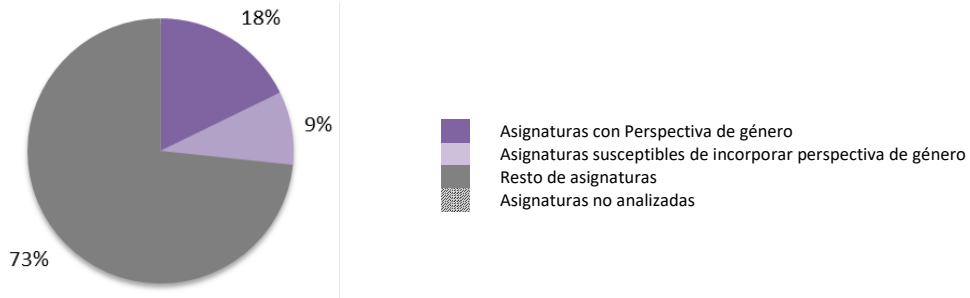 18%
9%
73%
Asignaturas con Perspectiva de género
Asignaturas susceptibles de incorporar perspectiva de género
Resto de asignaturas
Asignaturas no analizadas